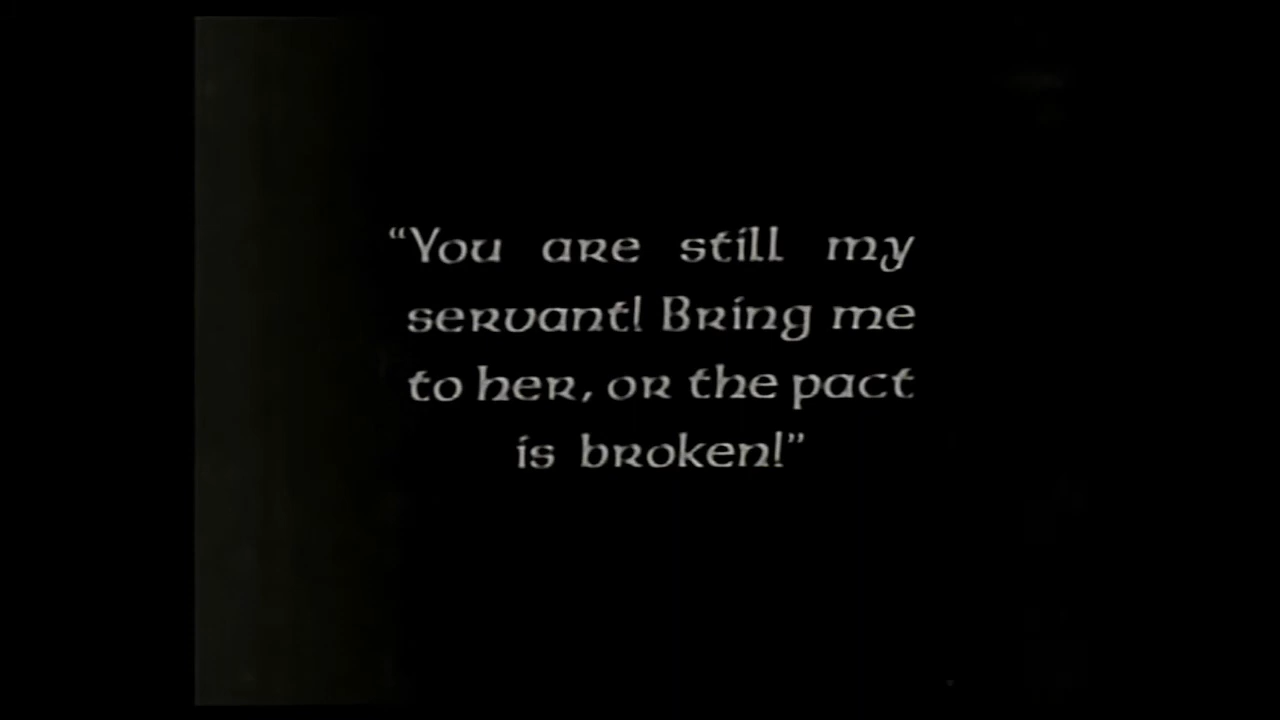 “You are still my
servant! Bring me
to her, or the pact
is broken!”